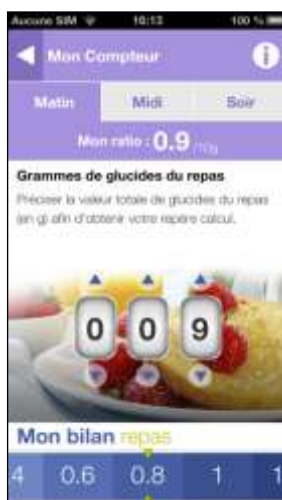 Aucune SIM 10:13 100 %
Mon Compteur
Matin Midi Soir
Mon ratio : 0.9 /10g
Grammes de glucides du repas
Préciser la valeur totale de glucides du repas
(en g) afin d'obtenir votre repère calcul.
0 0 9
Mon bilan repas
4 0.6 0.8 1 1